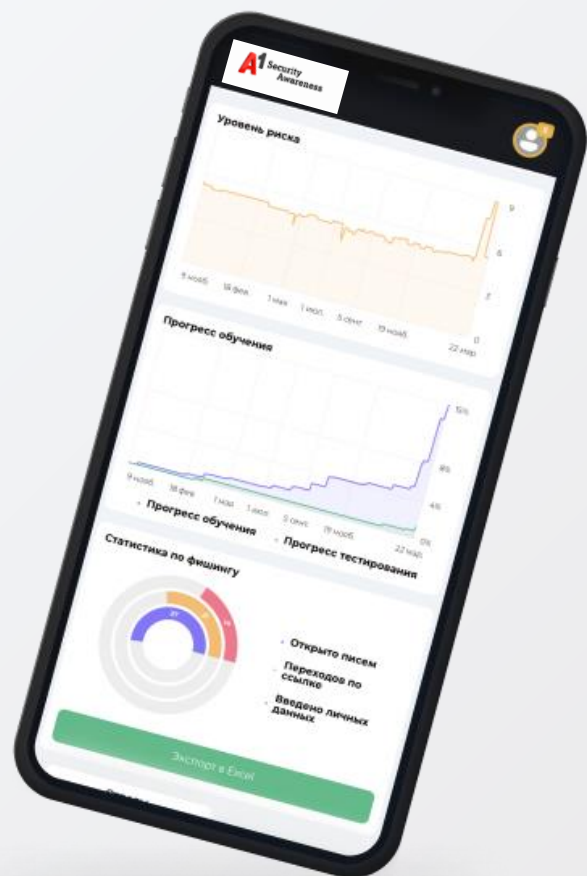 A1 Security
Awareness
Уровень риска
9
6
3
0
9 нояб.
18 фев.
1 мая
1 июл.
5 сент.
19 нояб.
22 мар.
Прогресс обучения
8%
4%
0%
9 нояб.
18 фев.
1 мая
1 июл.
5 сент.
19 нояб.
22 мар.
Прогресс обучения
Прогресс тестирования
Статистика по фишингу
Открыто писем
Переходов по
ссылке
Введено личных
данных
Экспорт в Excel